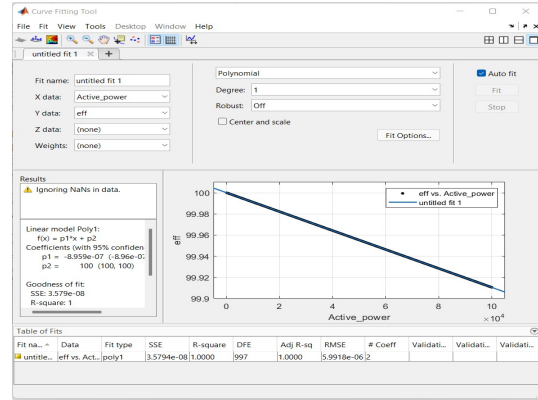 Curve Fitting Tool
File Fit View Tools Desktop Window Help
untitled fit 1
Fit name: untitled fit 1
X data: Active_power
Y data: eff
Z data: (none)
Weights: (none)
Polynomial
Degree: 1
Robust: Off
Center and scale
Fit Options...
Auto fit
Fit
Stop
Results
Ignoring NaNs in data.
Linear model Poly1:
f(x) = p1*x + p2
Coefficients (with 95% confiden
p1 = -8.959e-07 (-8.96e-07
p2 = 100 (100, 100)
Goodness of fit:
SSE: 3.579e-08
R-square: 1
100
99.98
99.96
99.94
99.92
99.9
eff
0 2 4 6 8 10
Active_power
×10⁴
eff vs. Active_power
untitled fit 1
Table of Fits
Fit na... Data Fit type SSE R-square DFE Adj R-sq RMSE # Coeff Validati... Validati... Validati...
untitle... eff vs. Act... poly1 3.5794e-08 1.0000 997 1.0000 5.9918e-06 2